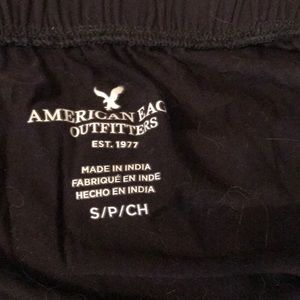 AMERICAN EAG
OUTFITTERS
EST. 1977
MADE IN INDIA
FABRIQUÉ EN INDE
HECHO EN INDIA
S/P/CH